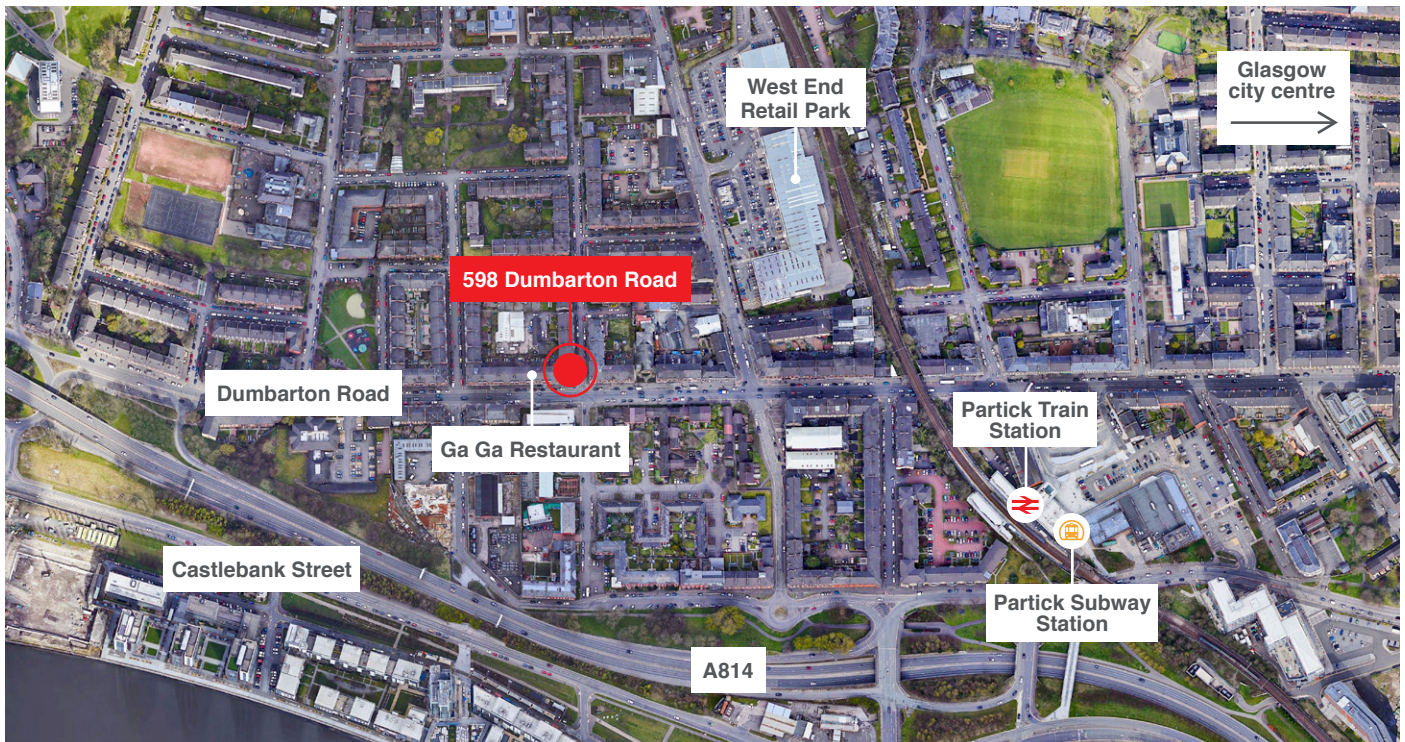 Glasgow
city centre
West End
Retail Park
598 Dumbarton Road
Dumbarton Road
Partick Train
Station
Ga Ga Restaurant
Castlebank Street
Partick Subway
Station
A814